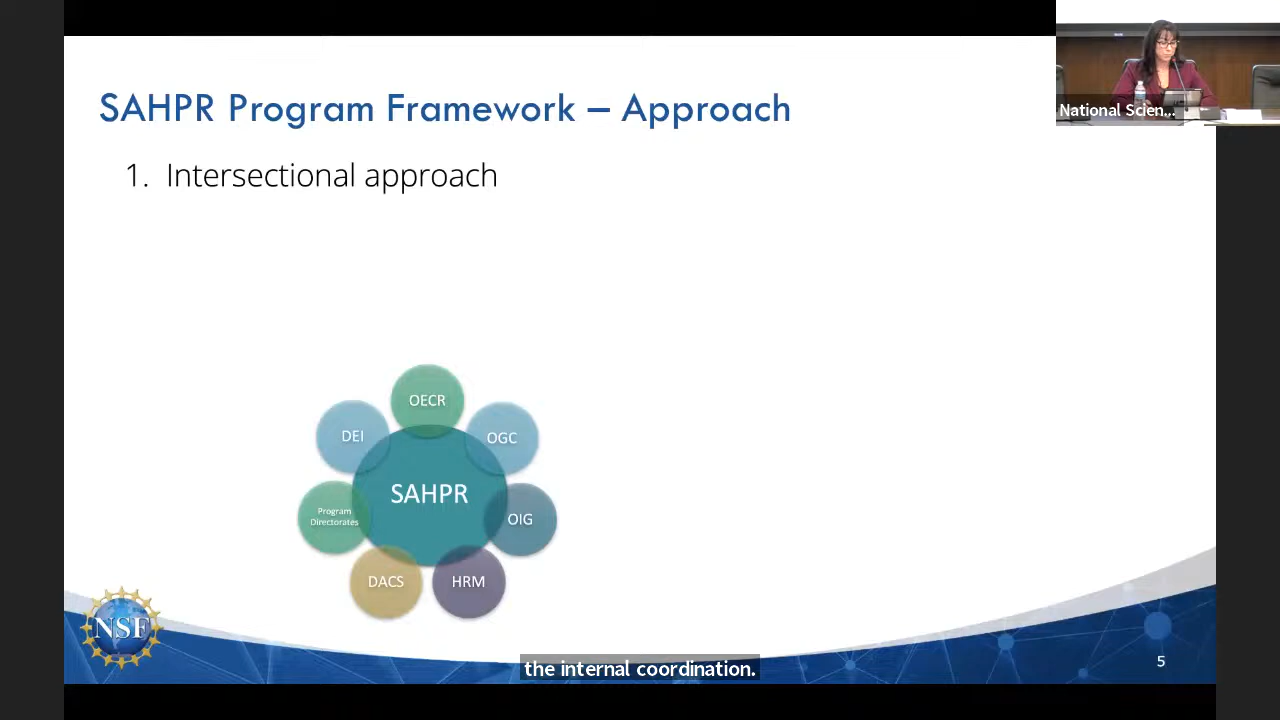 SAHPR Program Framework – Approach
National Scien...
1. Intersectional approach
OECR
DEI
OGC
SAHPR
Program
Directorates
OIG
DACS
HRM
NSF
the internal coordination.
5